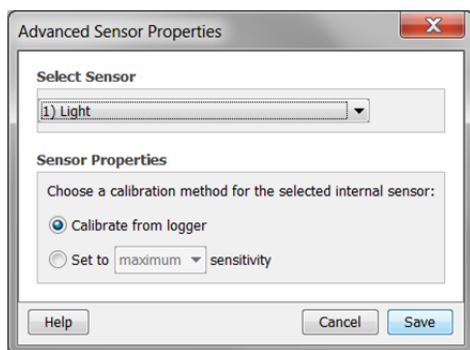 Advanced Sensor Properties
Select Sensor
1) Light
Sensor Properties
Choose a calibration method for the selected internal sensor:
Calibrate from logger
Set to maximum sensitivity
Help Cancel Save